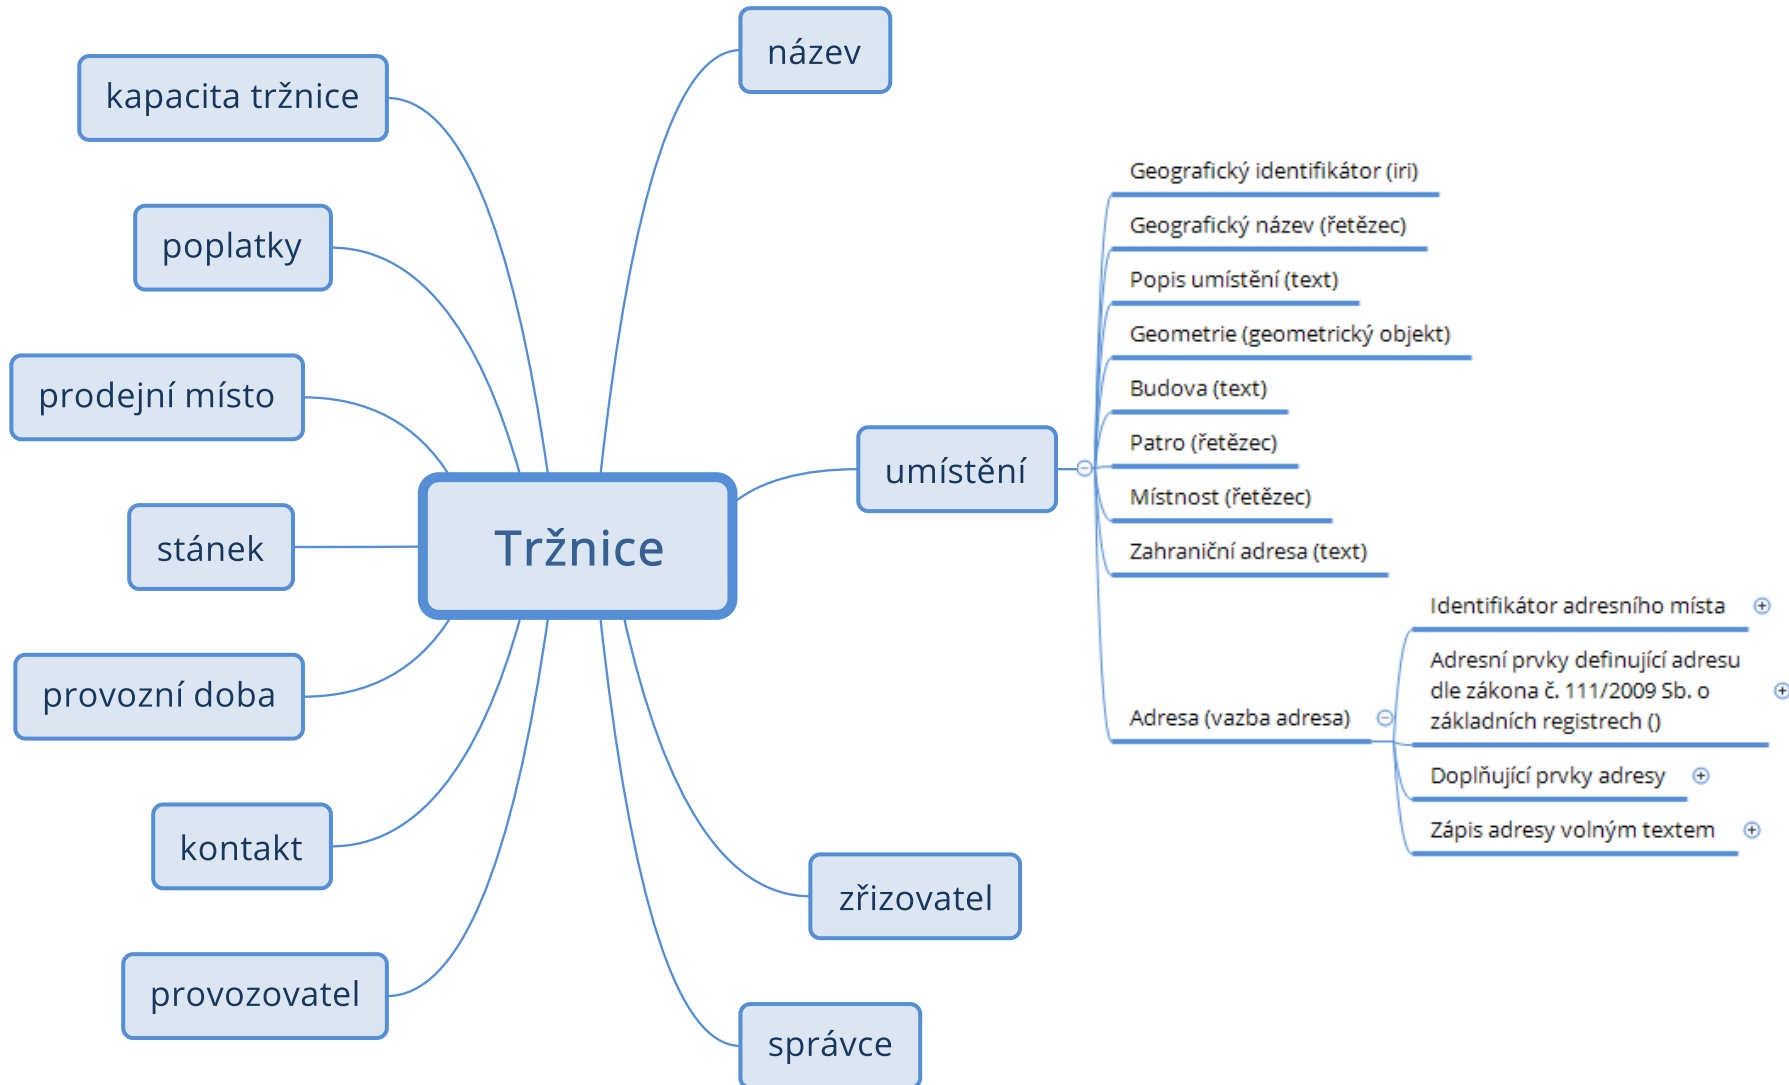 název
kapacita tržnice
poplatky
prodejní místo
stánek
provozní doba
kontakt
provozovatel
Tržnice
umístění
Geografický identifikátor (iri)
Geografický název (řetězec)
Popis umístění (text)
Geometrie (geometrický objekt)
Budova (text)
Patro (řetězec)
Místnost (řetězec)
Zahraniční adresa (text)
Adresa (vazba adresa)
Identifikátor adresního místa
Adresní prvky definující adresu
dle zákona č. 111/2009 Sb. o
základních registrech ()
Doplňující prvky adresy
Zápis adresy volným textem
zřizovatel
správce